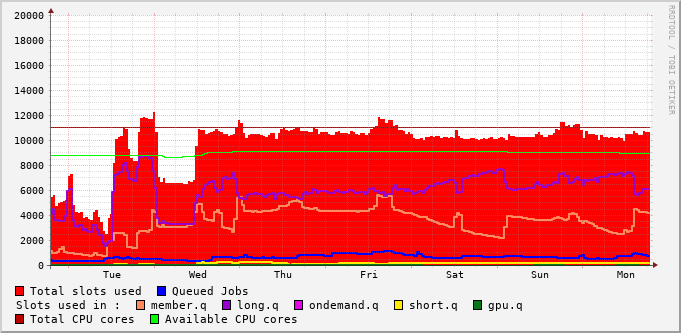 RRDTOOL / TOBI OETIKER
20000
18000
16000
14000
12000
10000
8000
6000
4000
2000
0
Tue Wed Thu Fri Sat Sun Mon
Total slots used Queued Jobs
Slots used in : member.q long.q ondemand.q short.q gpu.q
Total CPU cores Available CPU cores